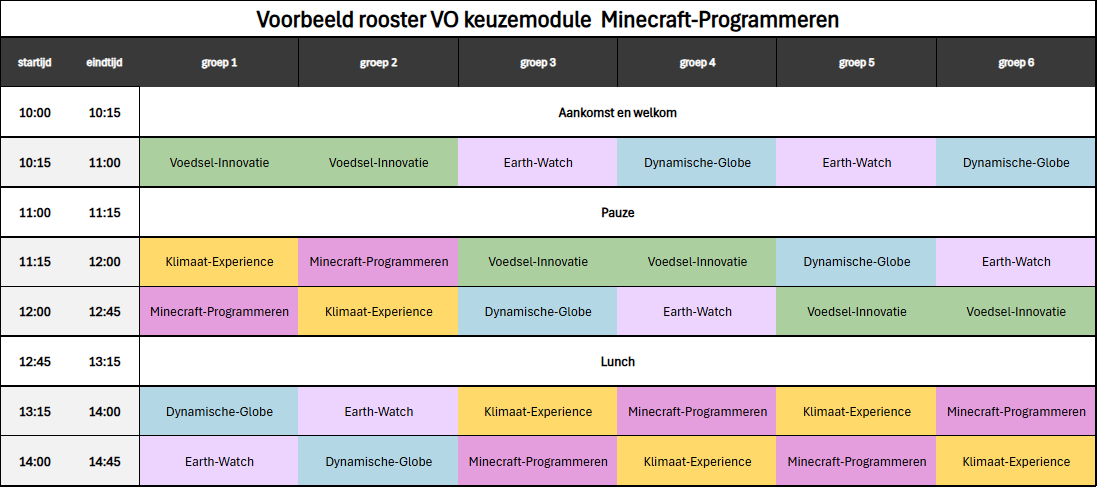 Voorbeeld rooster VO keuzemodule Minecraft-Programmeren
startijd eindtijd groep 1 groep 2 groep 3 groep 4 groep 5 groep 6
10:00 10:15 Aankomst en welkom
10:15 11:00 Voedsel-Innovatie Voedsel-Innovatie Earth-Watch Dynamische-Globe Earth-Watch Dynamische-Globe
11:00 11:15 Pauze
11:15 12:00 Klimaat-Experience Minecraft-Programmeren Voedsel-Innovatie Voedsel-Innovatie Dynamische-Globe Earth-Watch
12:00 12:45 Minecraft-Programmeren Klimaat-Experience Dynamische-Globe Earth-Watch Voedsel-Innovatie Voedsel-Innovatie
12:45 13:15 Lunch
13:15 14:00 Dynamische-Globe Earth-Watch Klimaat-Experience Minecraft-Programmeren Klimaat-Experience Minecraft-Programmeren
14:00 14:45 Earth-Watch Dynamische-Globe Minecraft-Programmeren Klimaat-Experience Minecraft-Programmeren Klimaat-Experience